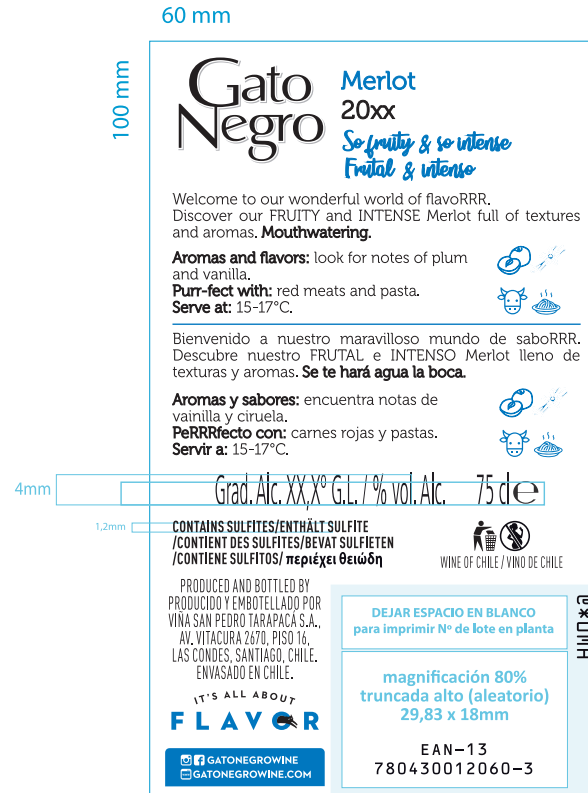 60 mm
100 mm
Gato
Negro
Merlot
20xx
So fruity & so intense
Frutal & intenso
Welcome to our wonderful world of flavoRRR.
Discover our FRUITY and INTENSE Merlot full of textures
and aromas. Mouthwatering.
Aromas and flavors: look for notes of plum
and vanilla.
Purr-fect with: red meats and pasta.
Serve at: 15-17°C.
Bienvenido a nuestro maravilloso mundo de saboRRR.
Descubre nuestro FRUTAL e INTENSO Merlot lleno de
texturas y aromas. Se te hará agua la boca.
Aromas y sabores: encuentra notas de
vainilla y ciruela.
PeRRRfecto con: carnes rojas y pastas.
Servir a: 15-17°C.
4mm
Grad. Alc. XX,X° G.L. / % vol. Alc. 75 cl e
1,2mm
CONTAINS SULFITES/ENTHÄLT SULFITE
/CONTIENT DES SULFITES/BEVAT SULFIETEN
/CONTIENE SULFITOS/ περιέχει θειώδη
WINE OF CHILE / VINO DE CHILE
PRODUCED AND BOTTLED BY
PRODUCIDO Y EMBOTELLADO POR
VIÑA SAN PEDRO TARAPACÁ S.A.,
AV. VITACURA 2670, PISO 16,
LAS CONDES, SANTIAGO, CHILE.
ENVASADO EN CHILE.
IT'S ALL ABOUT
FLAVOR
GATONEGROWINE
GATONEGROWINE.COM
DEJAR ESPACIO EN BLANCO
para imprimir Nº de lote en planta
magnificación 80%
truncada alto (aleatorio)
29,83 x 18mm
EAN-13
780430012060-3